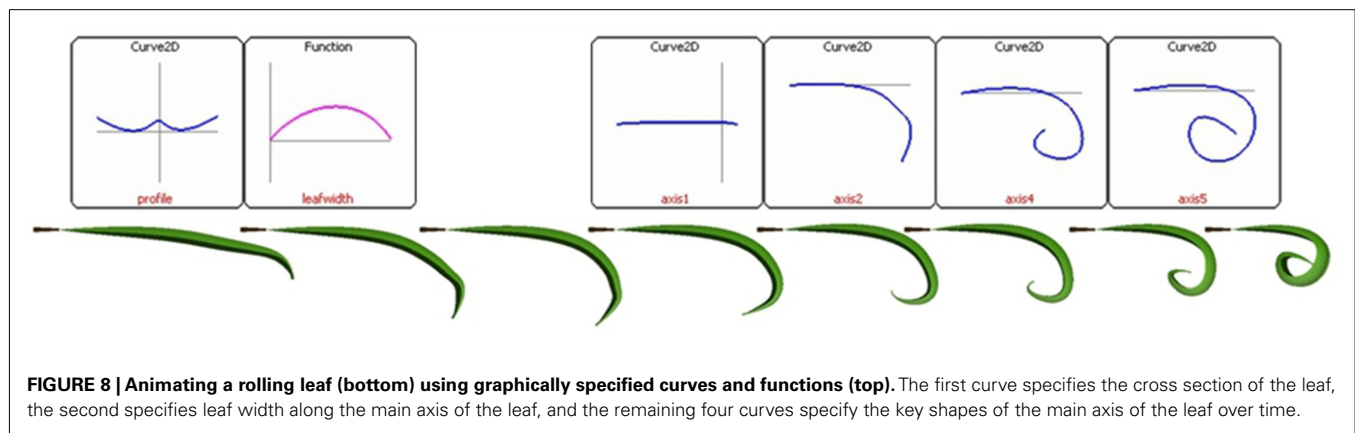 Curve2D Function Curve2D Curve2D Curve2D Curve2D
profile leafwidth axis1 axis2 axis4 axis5
FIGURE 8 | Animating a rolling leaf (bottom) using graphically specified curves and functions (top). The first curve specifies the cross section of the leaf,
the second specifies leaf width along the main axis of the leaf, and the remaining four curves specify the key shapes of the main axis of the leaf over time.